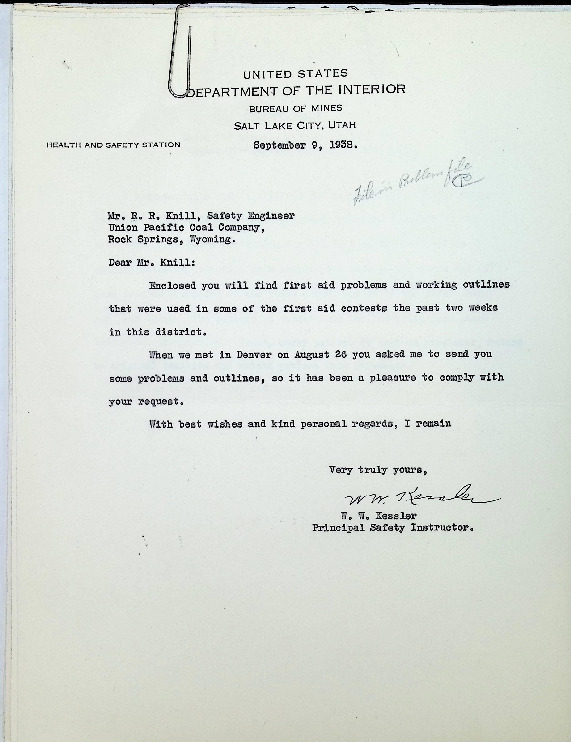 UNITED STATES
DEPARTMENT OF THE INTERIOR
BUREAU OF MINES
SALT LAKE CITY, UTAH
HEALTH AND SAFETY STATION
September 9, 1938.
File in Problem file
Mr. R. R. Knill, Safety Engineer
Union Pacific Coal Company,
Rock Springs, Wyoming.
Dear Mr. Knill:
Enclosed you will find first aid problems and working outlines
that were used in some of the first aid contests the past two weeks
in this district.
When we met in Denver on August 26 you asked me to send you
some problems and outlines, so it has been a pleasure to comply with
your request.
With best wishes and kind personal regards, I remain
Very truly yours,
W. W. Kessler
W. W. Kessler
Principal Safety Instructor.